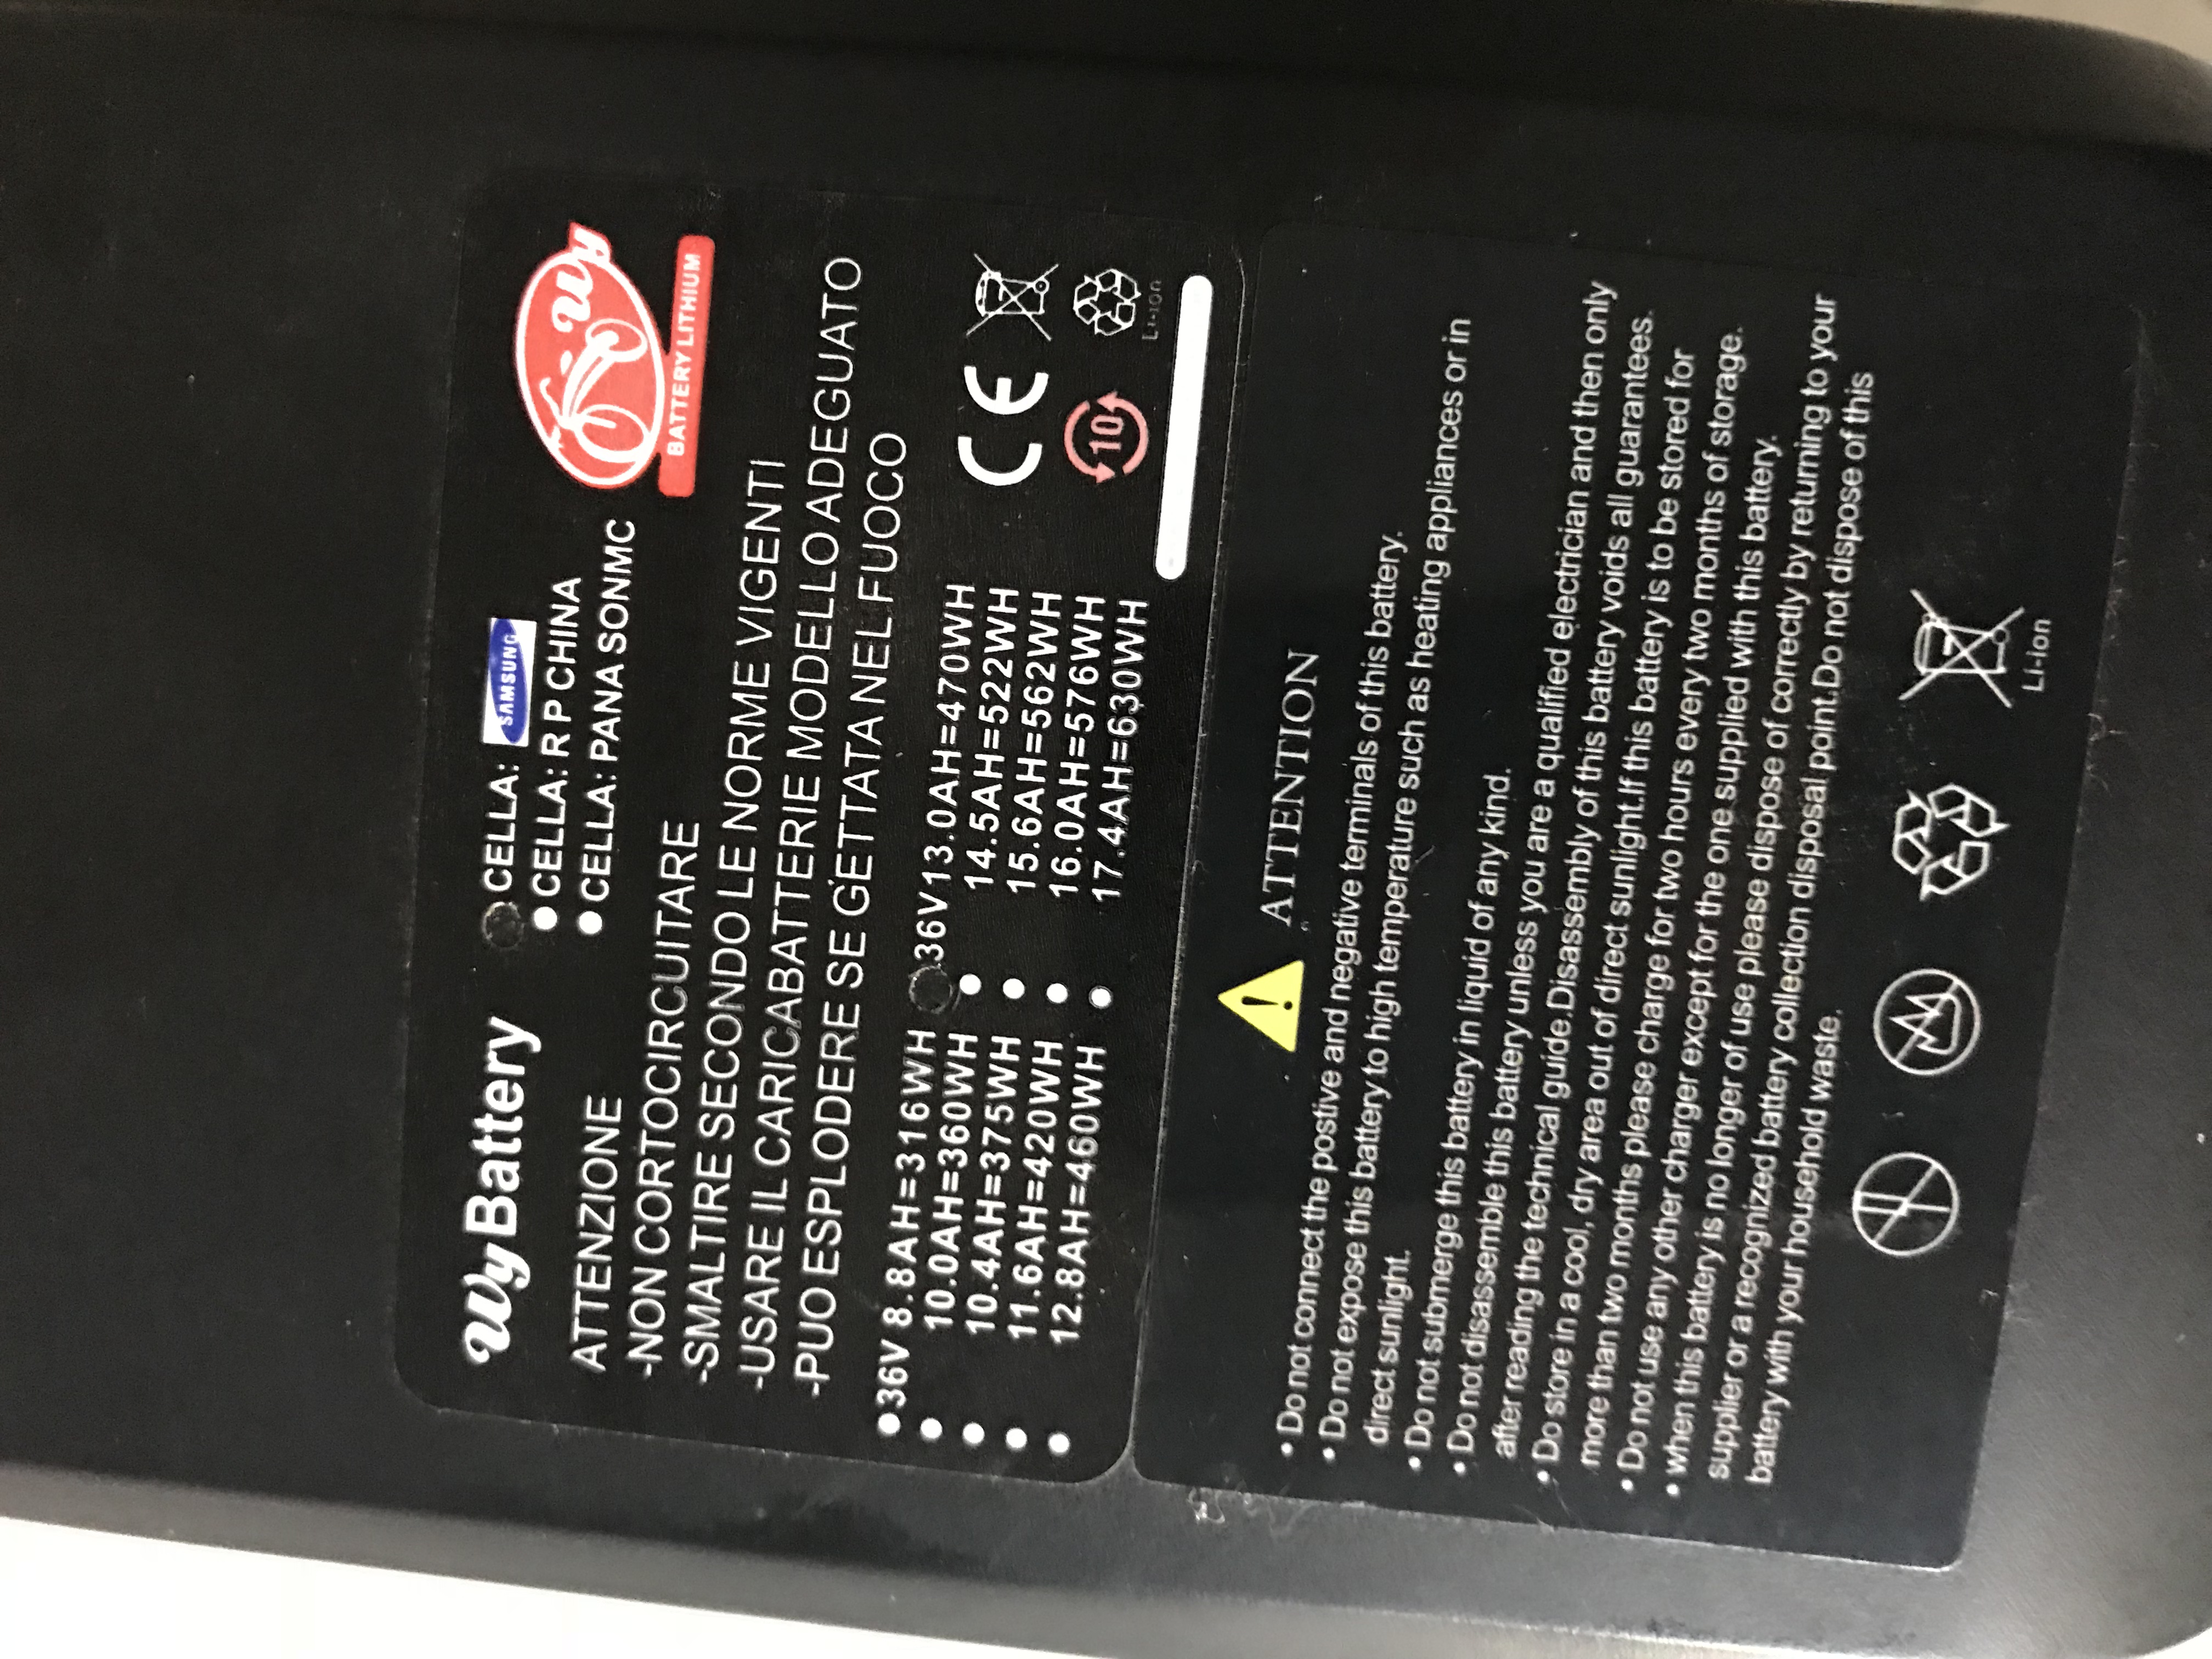 Wy Battery
CELLA: SAMSUNG
CELLA: R P CHINA
CELLA: PANA SONMC
Wy
BATTERY LITHIUM
ATTENZIONE
-NON CORTOCIRCUITARE
-SMALTIRE SECONDO LE NORME VIGENTI
-USARE IL CARICABATTERIE MODELLO ADEGUATO
-PUO ESPLODERE SE GETTATA NEL FUOCO
•36V 8.8AH=316WH
• 10.0AH=360WH
• 10.4AH=375WH
• 11.6AH=420WH
• 12.8AH=460WH
36V13.0AH=470WH
• 14.5AH=522WH
• 15.6AH=562WH
• 16.0AH=576WH
• 17.4AH=630WH
CE
10
Li-ion
ATTENTION
• Do not connect the postive and negative terminals of this battery.
• Do not expose this battery to high temperature such as heating appliances or in
direct sunlight.
• Do not submerge this battery in liquid of any kind.
• Do not disassemble this battery unless you are a qualified electrician and then only
after reading the technical guide.Disassembly of this battery voids all guarantees.
• Do store in a cool, dry area out of direct sunlight.If this battery is to be stored for
more than two months please charge for two hours every two months of storage.
• Do not use any other charger except for the one supplied with this battery.
• when this battery is no longer of use please dispose of correctly by returning to your
supplier or a recognized battery collection disposal point.Do not dispose of this
battery with your household waste.
Li-ion